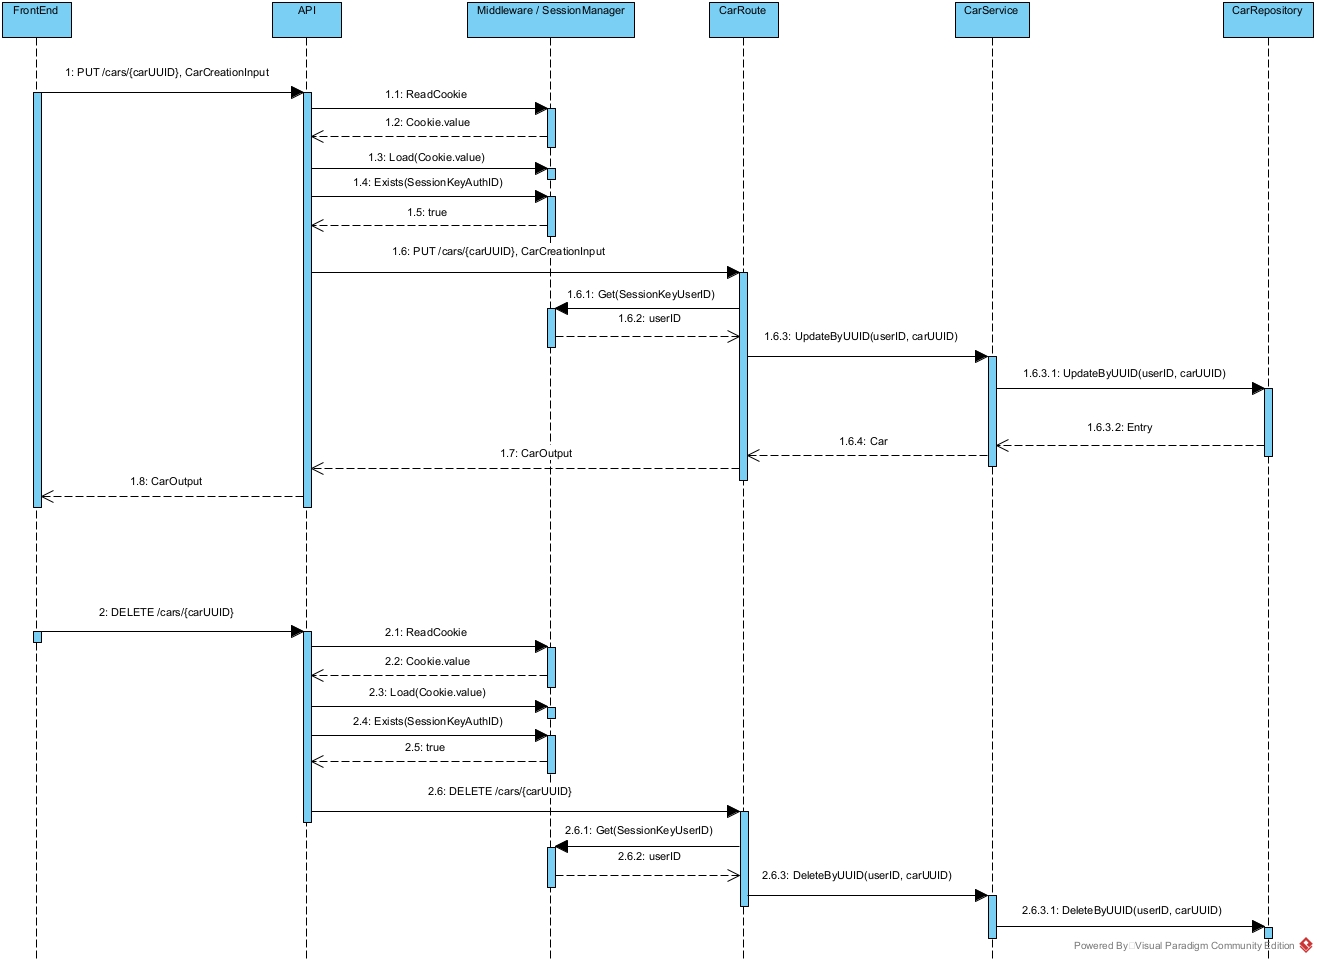 FrontEnd
API
Middleware / SessionManager
CarRoute
CarService
CarRepository
1: PUT /cars/{carUUID}, CarCreationInput
1.1: ReadCookie
1.2: Cookie.value
1.3: Load(Cookie.value)
1.4: Exists(SessionKeyAuthID)
1.5: true
1.6: PUT /cars/{carUUID}, CarCreationInput
1.6.1: Get(SessionKeyUserID)
1.6.2: userID
1.6.3: UpdateByUUID(userID, carUUID)
1.6.3.1: UpdateByUUID(userID, carUUID)
1.6.3.2: Entry
1.6.4: Car
1.7: CarOutput
1.8: CarOutput
2: DELETE /cars/{carUUID}
2.1: ReadCookie
2.2: Cookie.value
2.3: Load(Cookie.value)
2.4: Exists(SessionKeyAuthID)
2.5: true
2.6: DELETE /cars/{carUUID}
2.6.1: Get(SessionKeyUserID)
2.6.2: userID
2.6.3: DeleteByUUID(userID, carUUID)
2.6.3.1: DeleteByUUID(userID, carUUID)
Powered By Visual Paradigm Community Edition